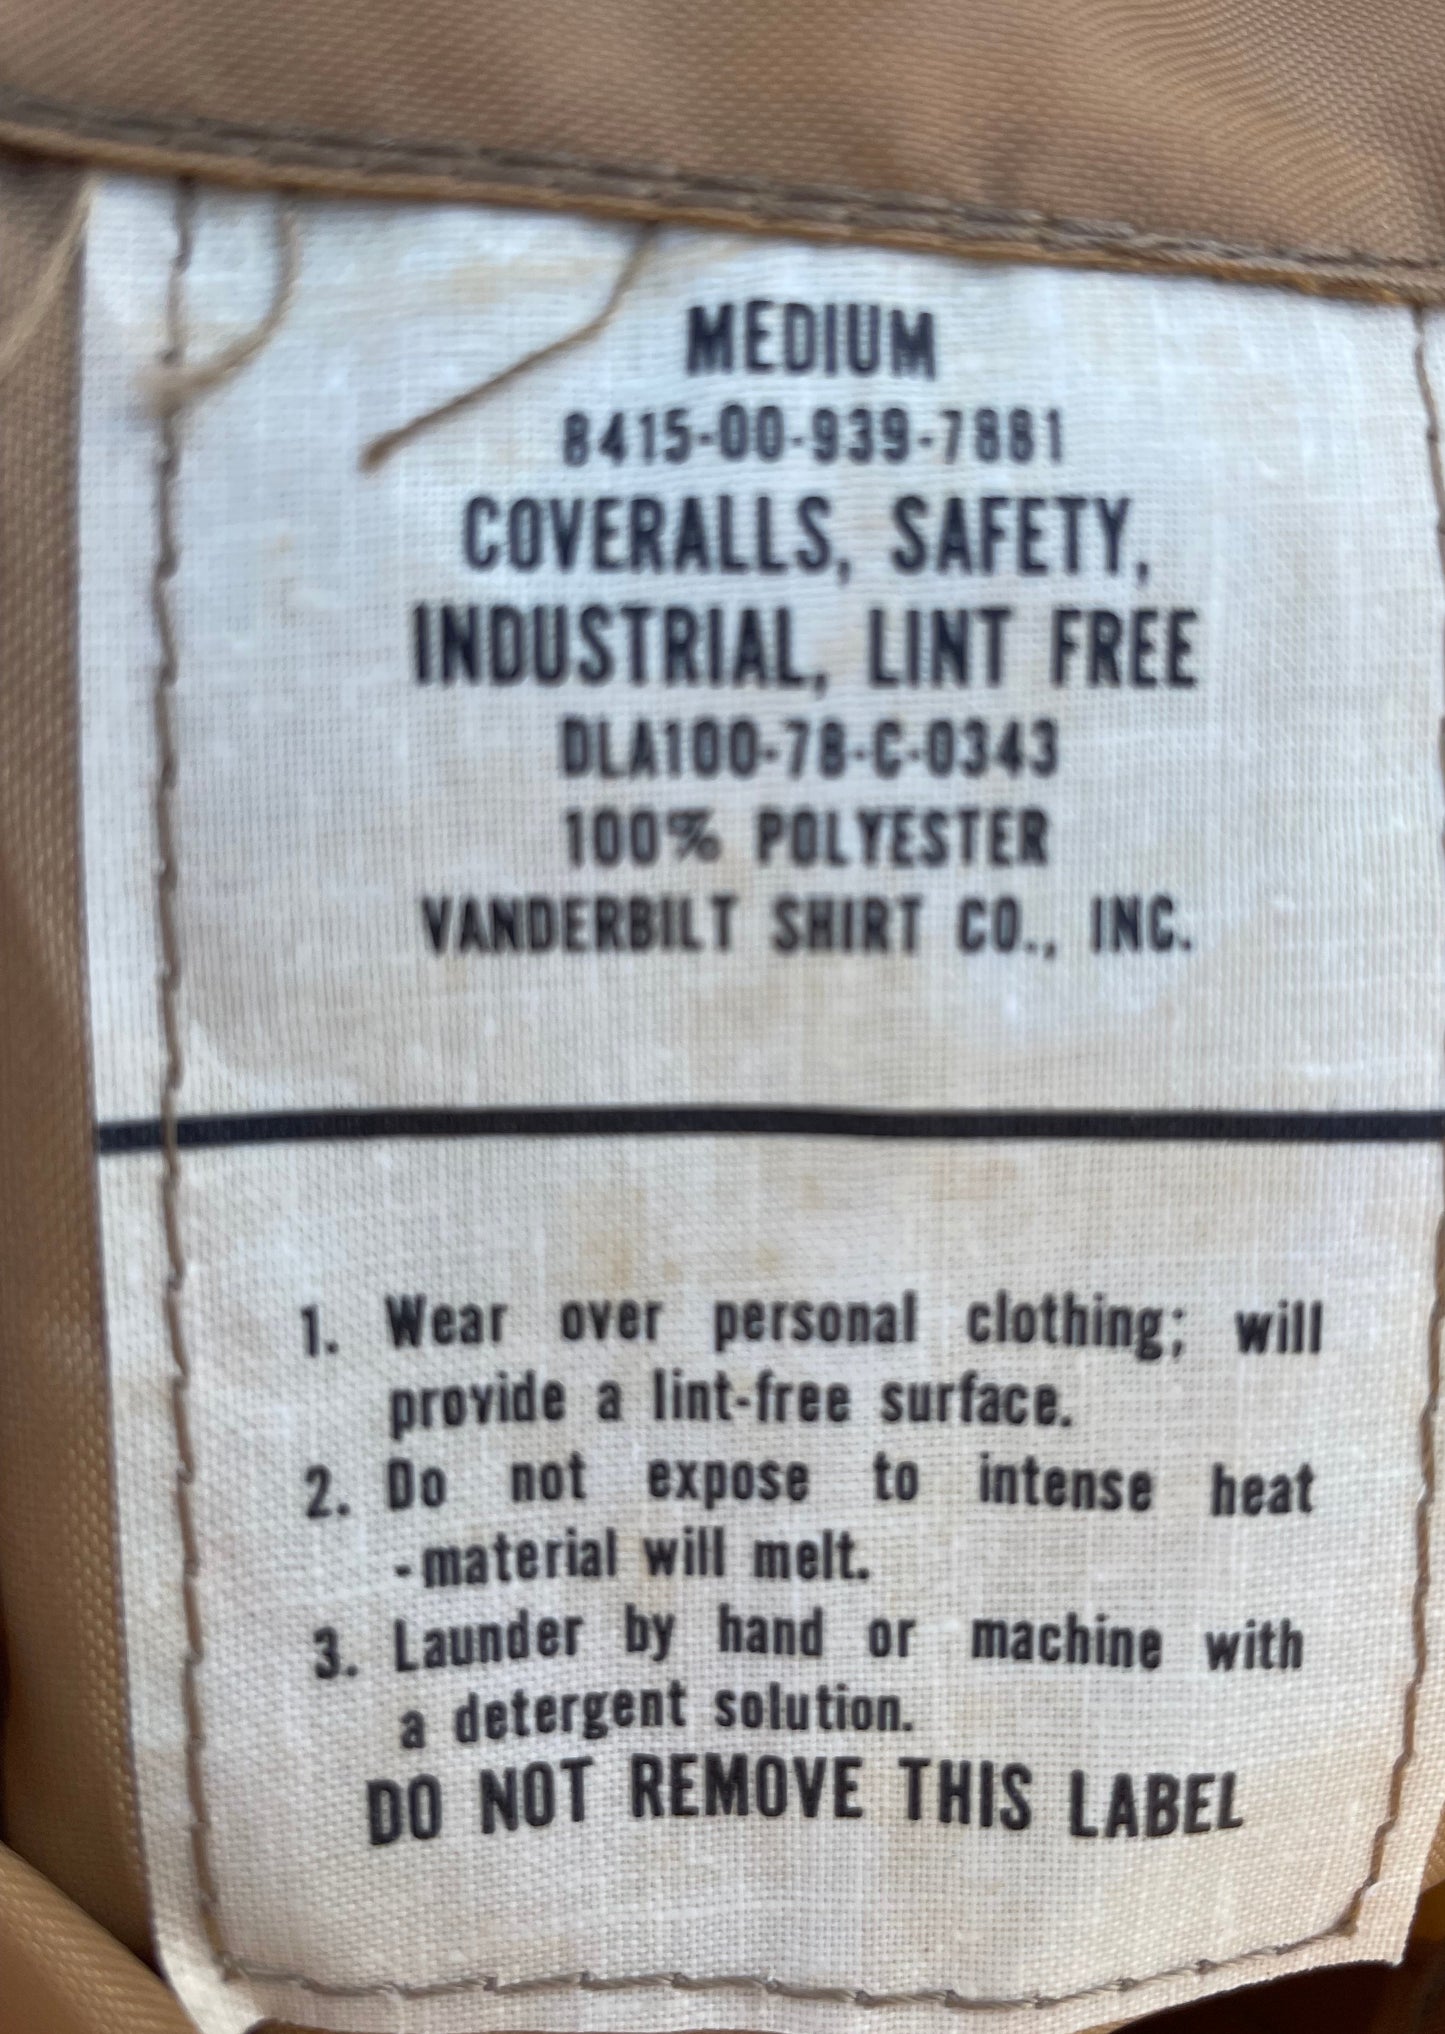 MEDIUM
8415-00-939-7881
COVERALLS, SAFETY,
INDUSTRIAL, LINT FREE
DLA100-78-C-0343
100% POLYESTER
VANDERBILT SHIRT CO., INC.
1. Wear over personal clothing; will
provide a lint-free surface.
2. Do not expose to intense heat
-material will melt.
3. Launder by hand or machine with
a detergent solution.
DO NOT REMOVE THIS LABEL